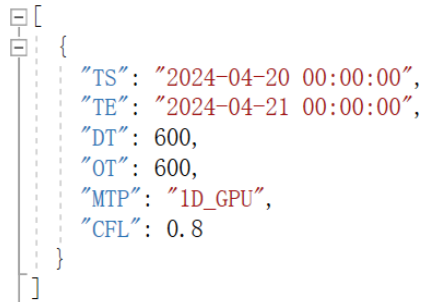 [
{
"TS": "2024-04-20 00:00:00",
"TE": "2024-04-21 00:00:00",
"DT": 600,
"OT": 600,
"MTP": "1D_GPU",
"CFL": 0.8
}
]